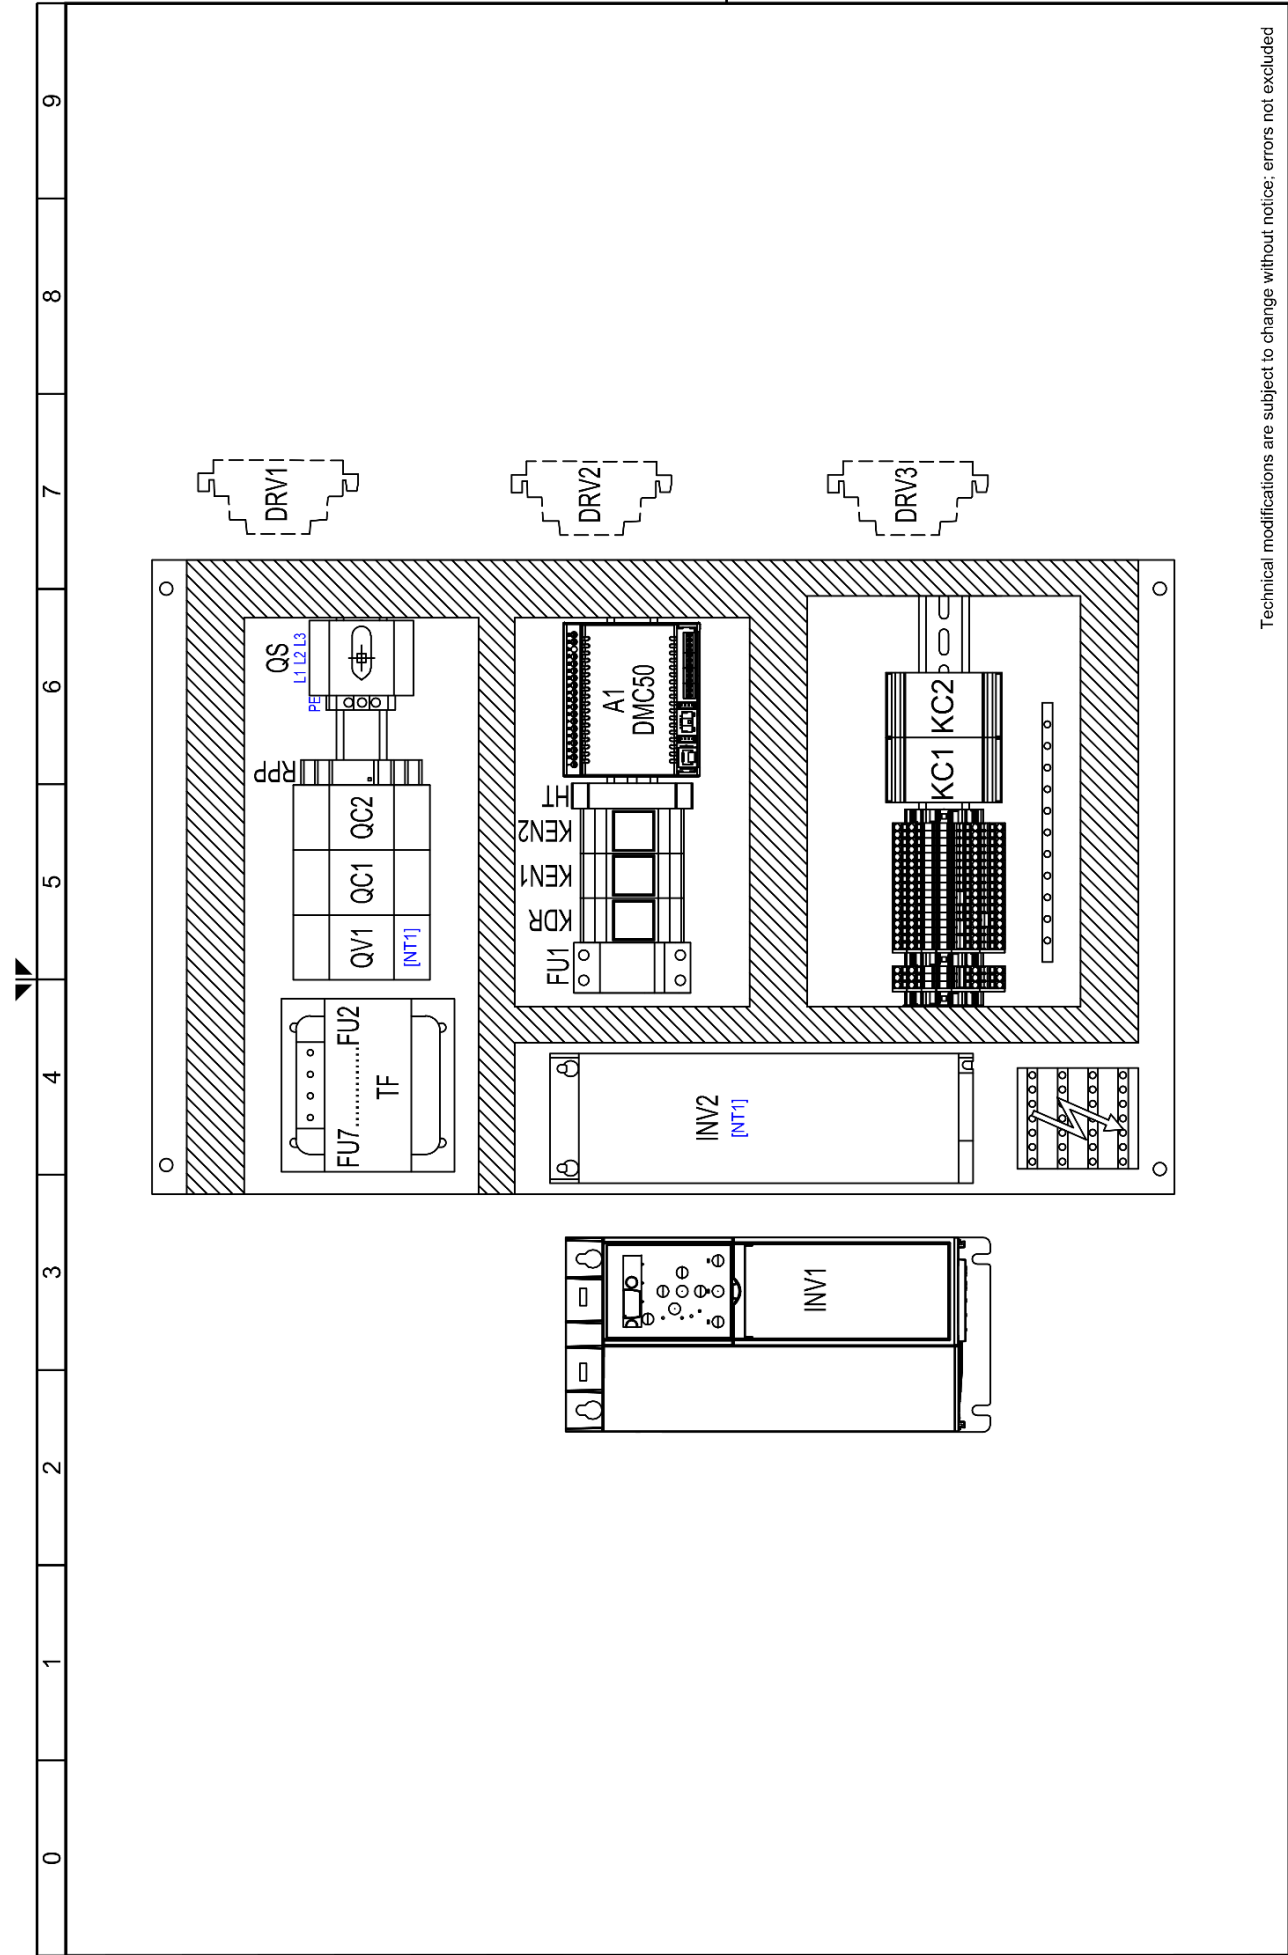 0 1 2 3 4 5 6 7 8 9
QS
L1 L2 L3
PE
RPP
QV1 QC1 QC2
[NT1]
FU7..............FU2
TF
DRV1
A1
DMC50
HT
FU1 KDR KEN1 KEN2
DRV2
INV1
INV2
[NT1]
KC1 KC2
DRV3
Technical modifications are subject to change without notice; errors not excluded